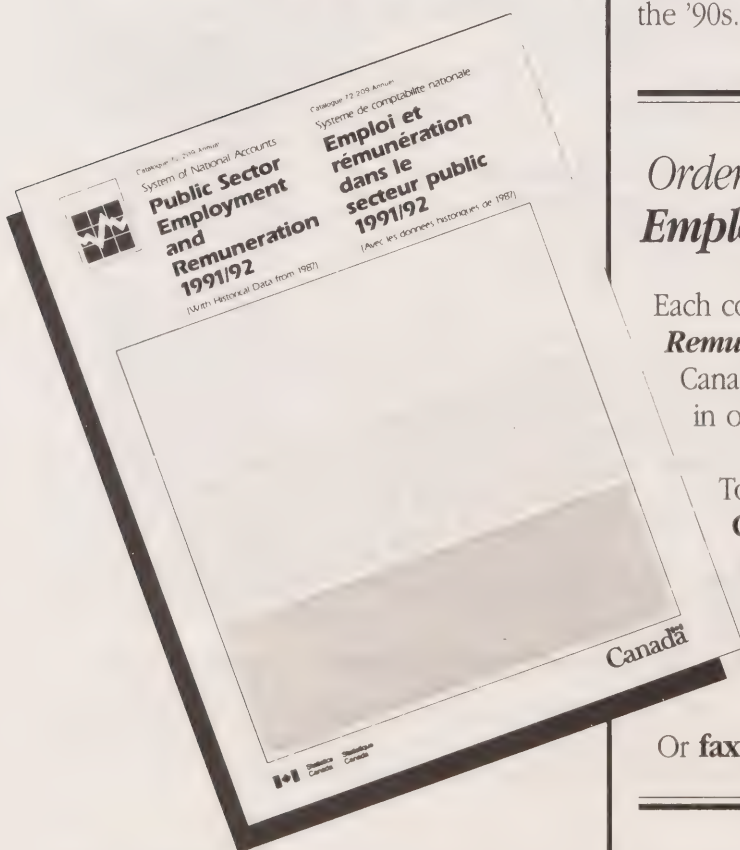 Catalogue 72-209 Annual
System of National Accounts
Public Sector
Employment
and
Remuneration
1991/92
(With Historical Data from 1987)
Catalogue 72-209 Annuel
Système de comptabilité nationale
Emploi et
rémunération
dans le
secteur public
1991/92
(Avec les données historiques de 1987)
Canada
Statistics
Canada
Statistique
Canada
the '90s.
Order
Empl
Each co
Remu
Cana
in o
To
Or fax